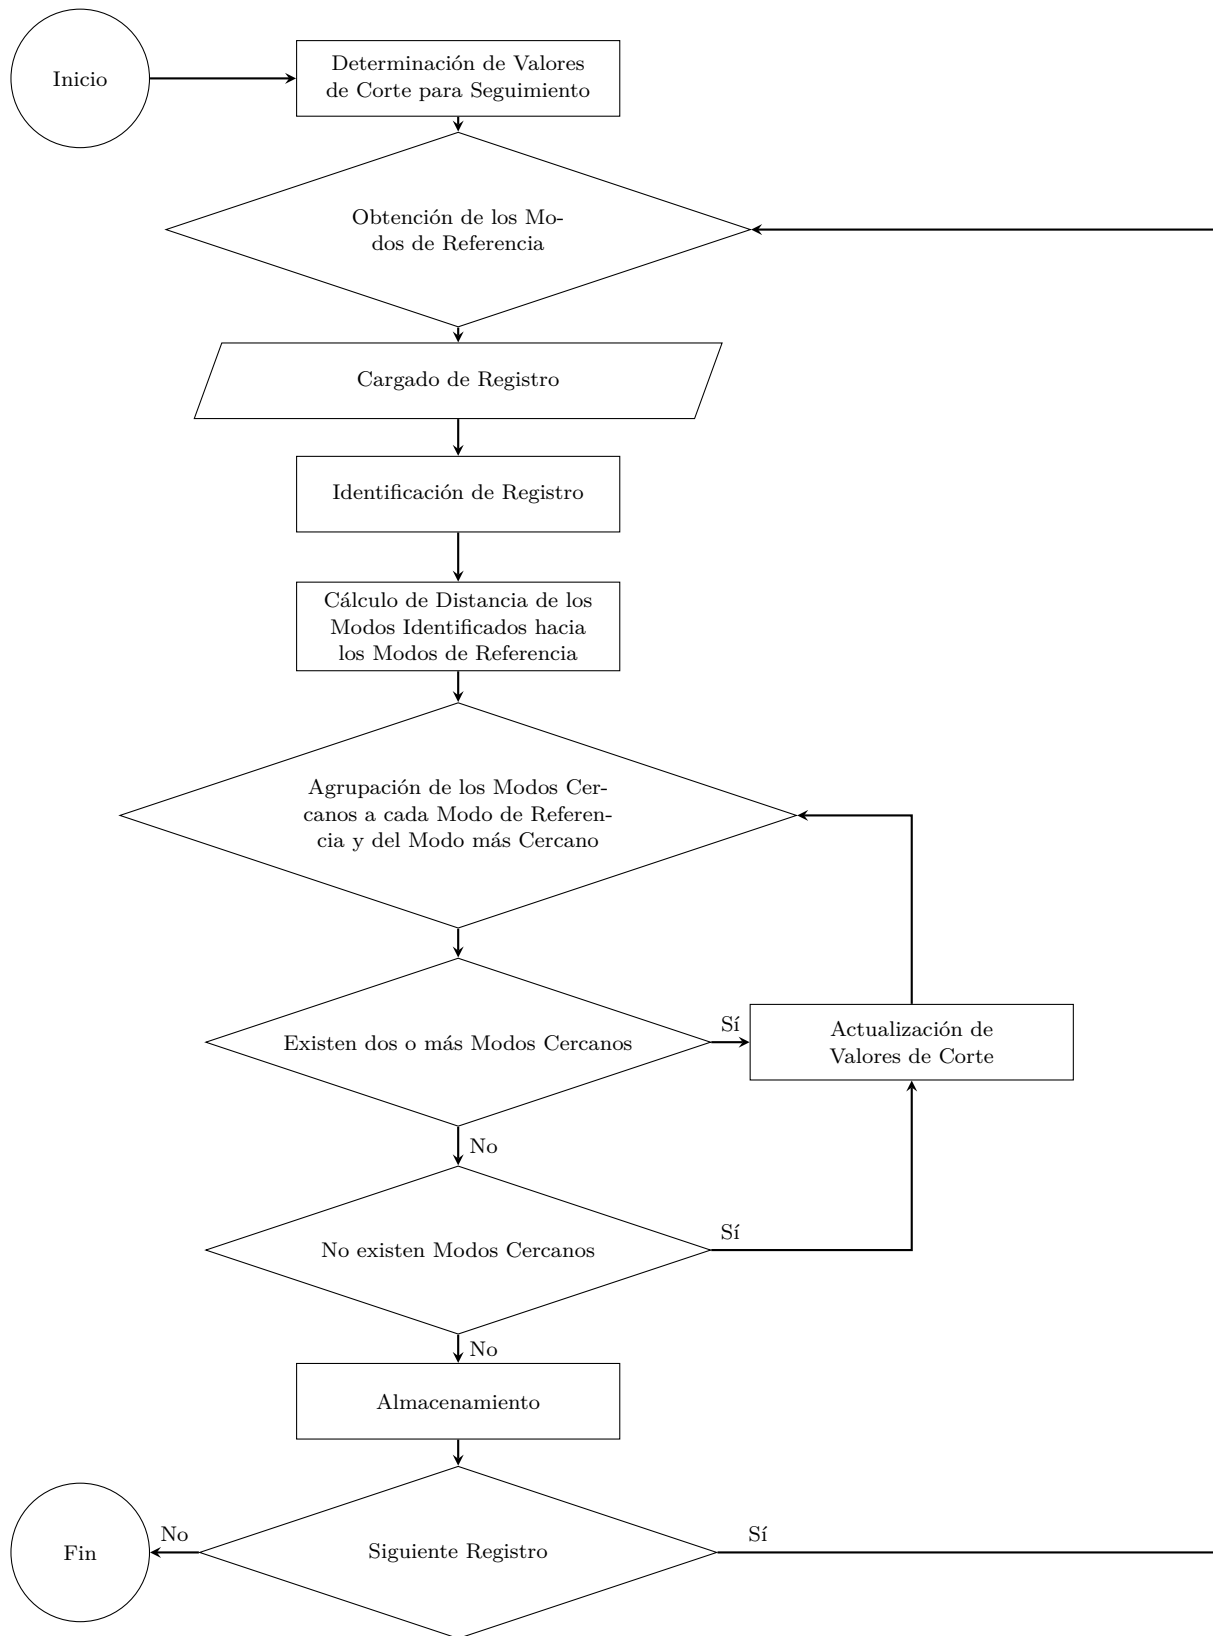 Inicio
Determinación de Valores
de Corte para Seguimiento
Obtención de los Mo-
dos de Referencia
Cargado de Registro
Identificación de Registro
Cálculo de Distancia de los
Modos Identificados hacia
los Modos de Referencia
Agrupación de los Modos Cer-
canos a cada Modo de Referen-
cia y del Modo más Cercano
Existen dos o más Modos Cercanos
Sí
Actualización de
Valores de Corte
No
No existen Modos Cercanos
Sí
No
Almacenamiento
Siguiente Registro
Sí
No
Fin